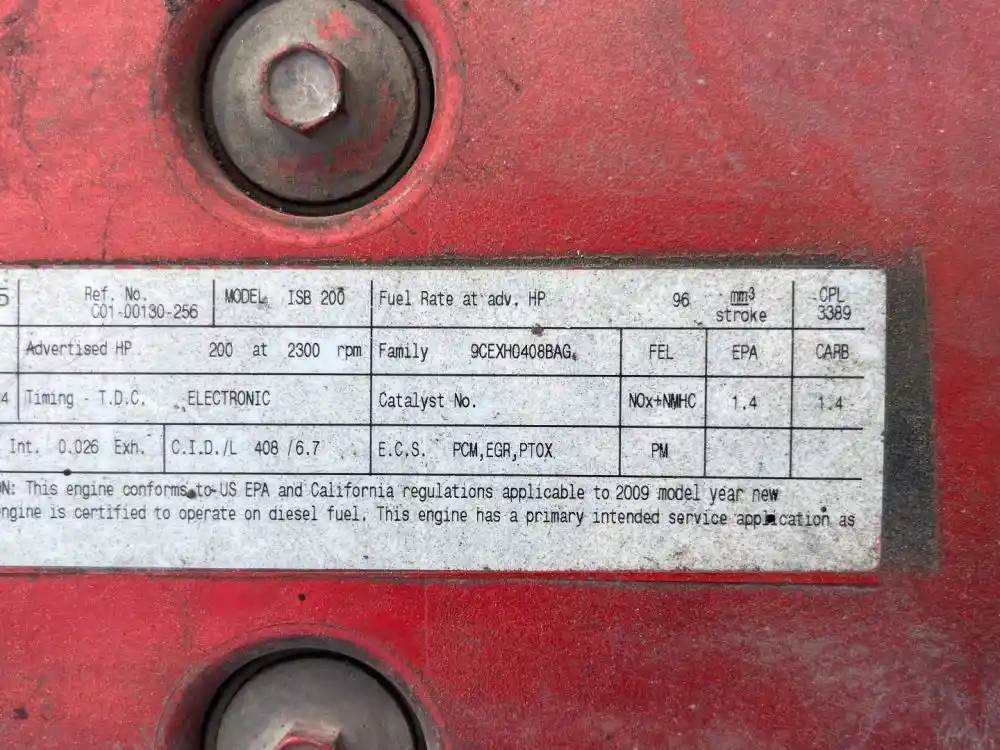 5 Ref. No. MODEL ISB 200 Fuel Rate at adv. HP 96 mm3 CPL
C01-D0130-256 stroke 3389
Advertised HP 200 at 2300 rpm Family 9CEXH0408BAG FEL EPA CARB
4 Timing - T.D.C. ELECTRONIC Catalyst No. NOx+NMHC 1.4 1.4
Int. 0.026 Exh. C.I.D./L 408 /6.7 E.C.S. PCM,EGR,PTOX PM
N: This engine conforms to US EPA and California regulations applicable to 2009 model year new
ngine is certified to operate on diesel fuel. This engine has a primary intended service application as